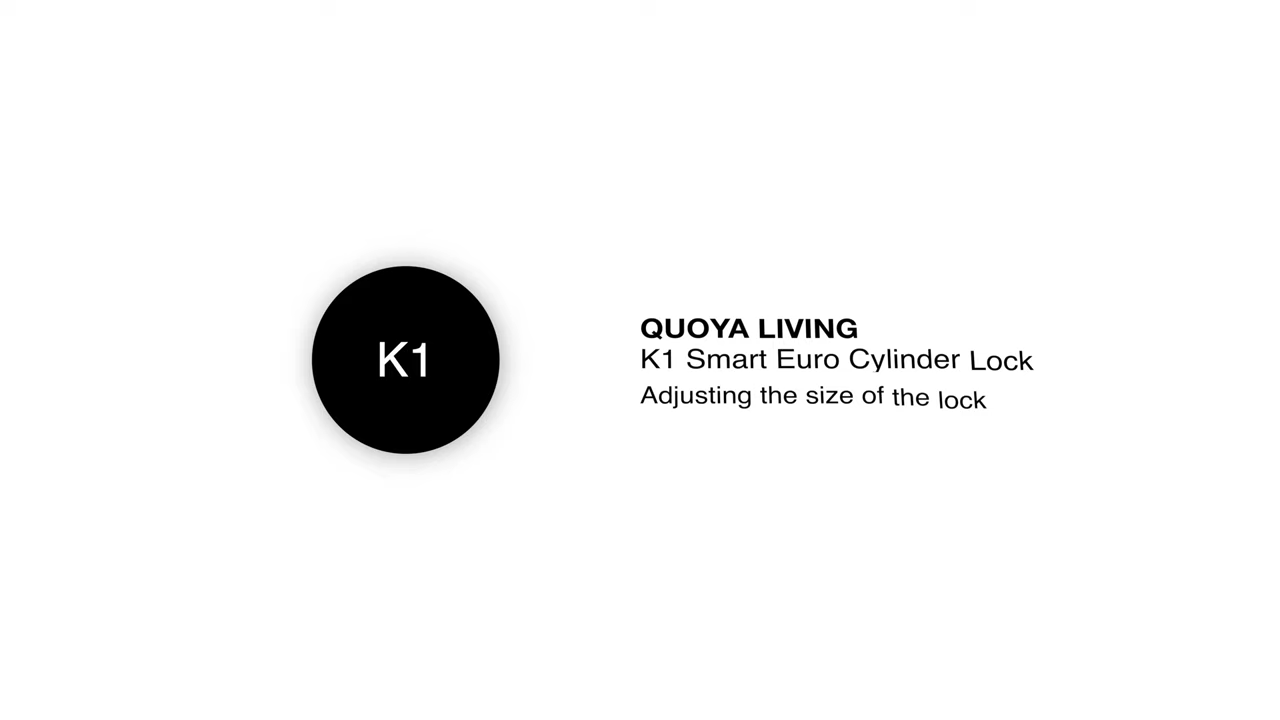 K1
QUOYA LIVING
K1 Smart Euro Cylinder Lock
Adjusting the size of the lock